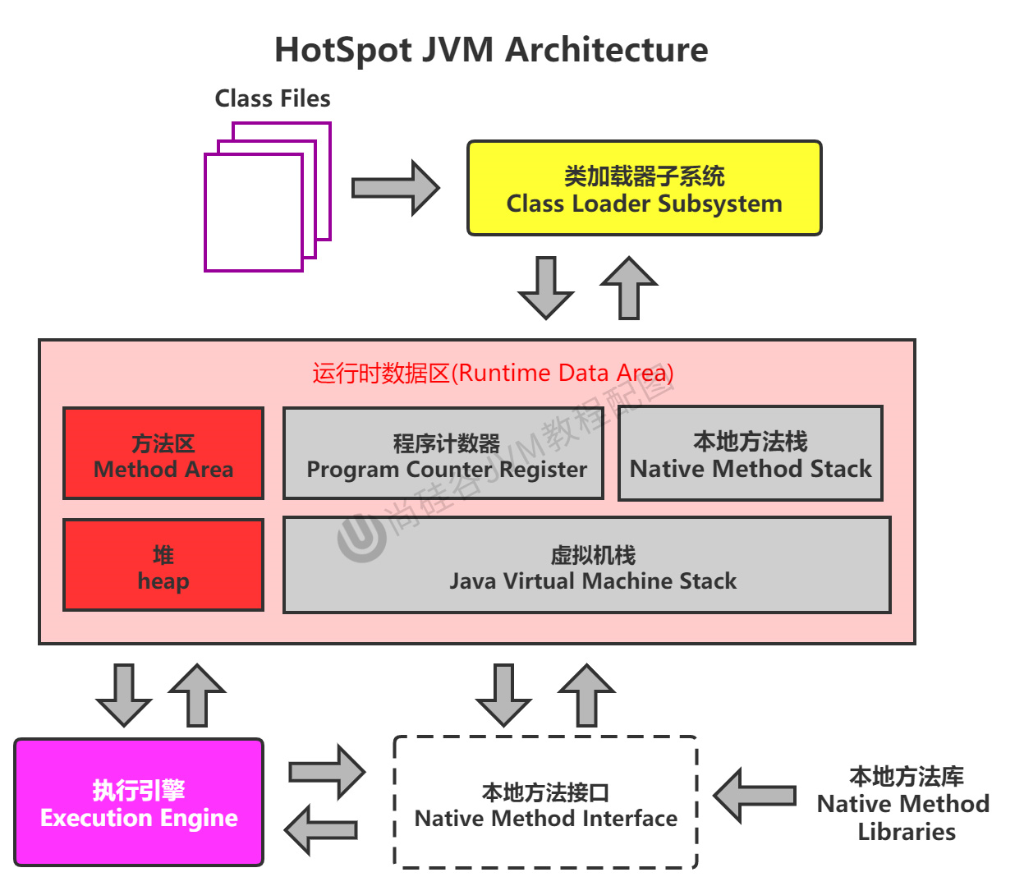 HotSpot JVM Architecture
Class Files
类加载器子系统
Class Loader Subsystem
运行时数据区(Runtime Data Area)
方法区
Method Area
程序计数器
Program Counter Register
本地方法栈
Native Method Stack
堆
heap
虚拟机栈
Java Virtual Machine Stack
尚硅谷JVM教程配图
执行引擎
Execution Engine
本地方法接口
Native Method Interface
本地方法库
Native Method
Libraries